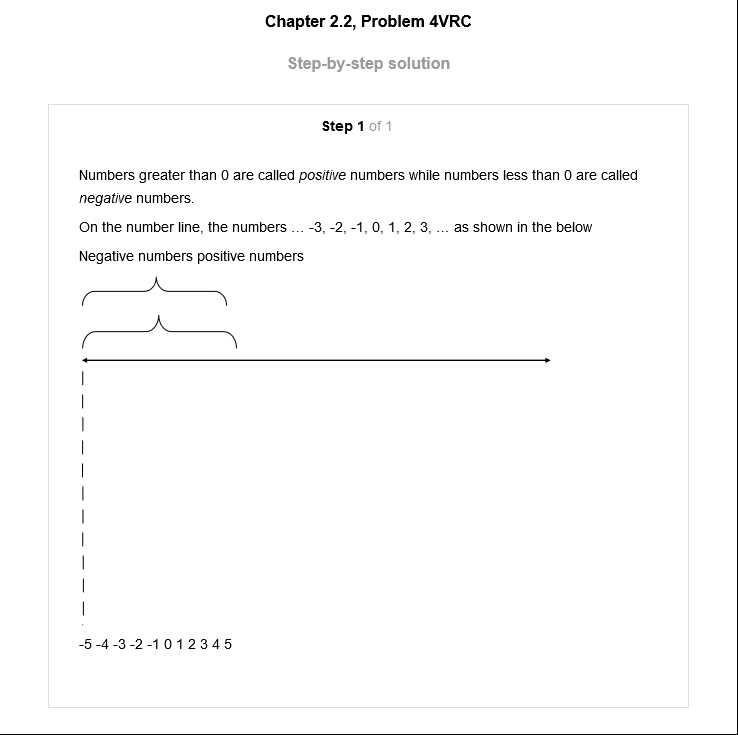 Chapter 2.2, Problem 4VRC
Step-by-step solution
Step 1 of 1
Numbers greater than 0 are called positive numbers while numbers less than 0 are called
negative numbers.
On the number line, the numbers … -3, -2, -1, 0, 1, 2, 3, … as shown in the below
Negative numbers positive numbers
-5 -4 -3 -2 -1 0 1 2 3 4 5